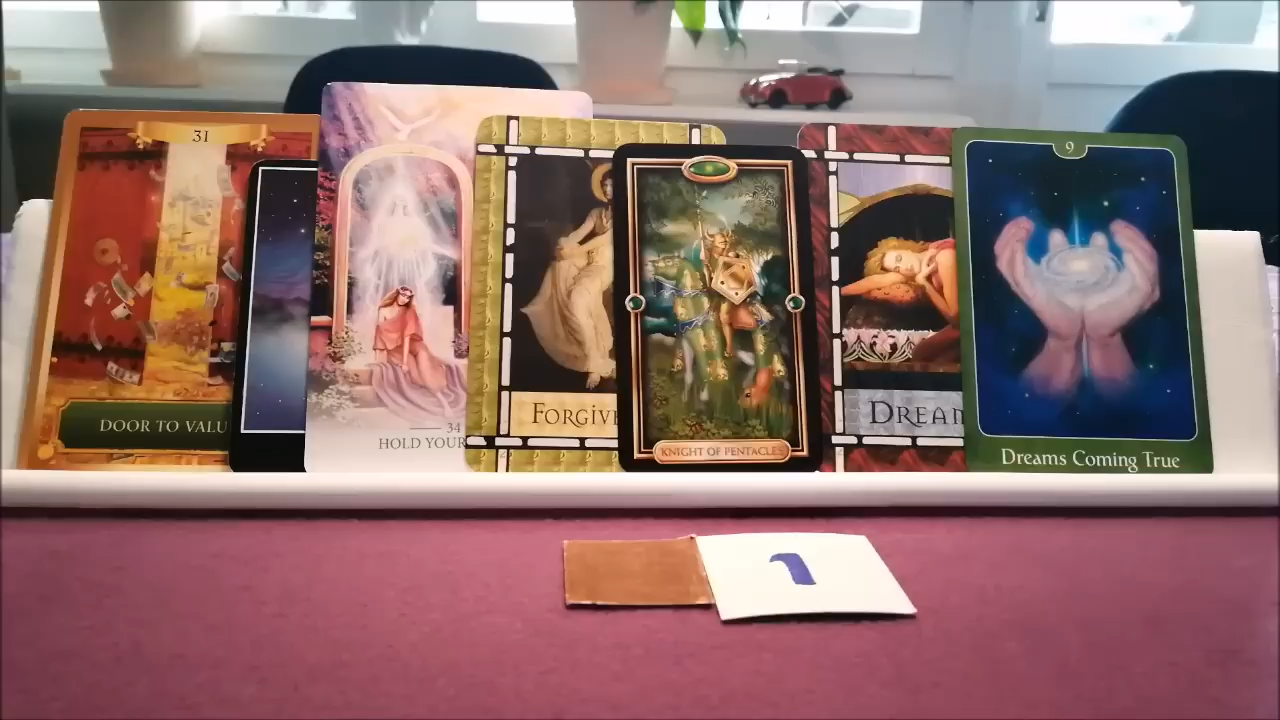 31
DOOR TO VALU
34
HOLD YOUR
FORGIV
KNIGHT OF PENTACLES
DREAM
9
Dreams Coming True
1